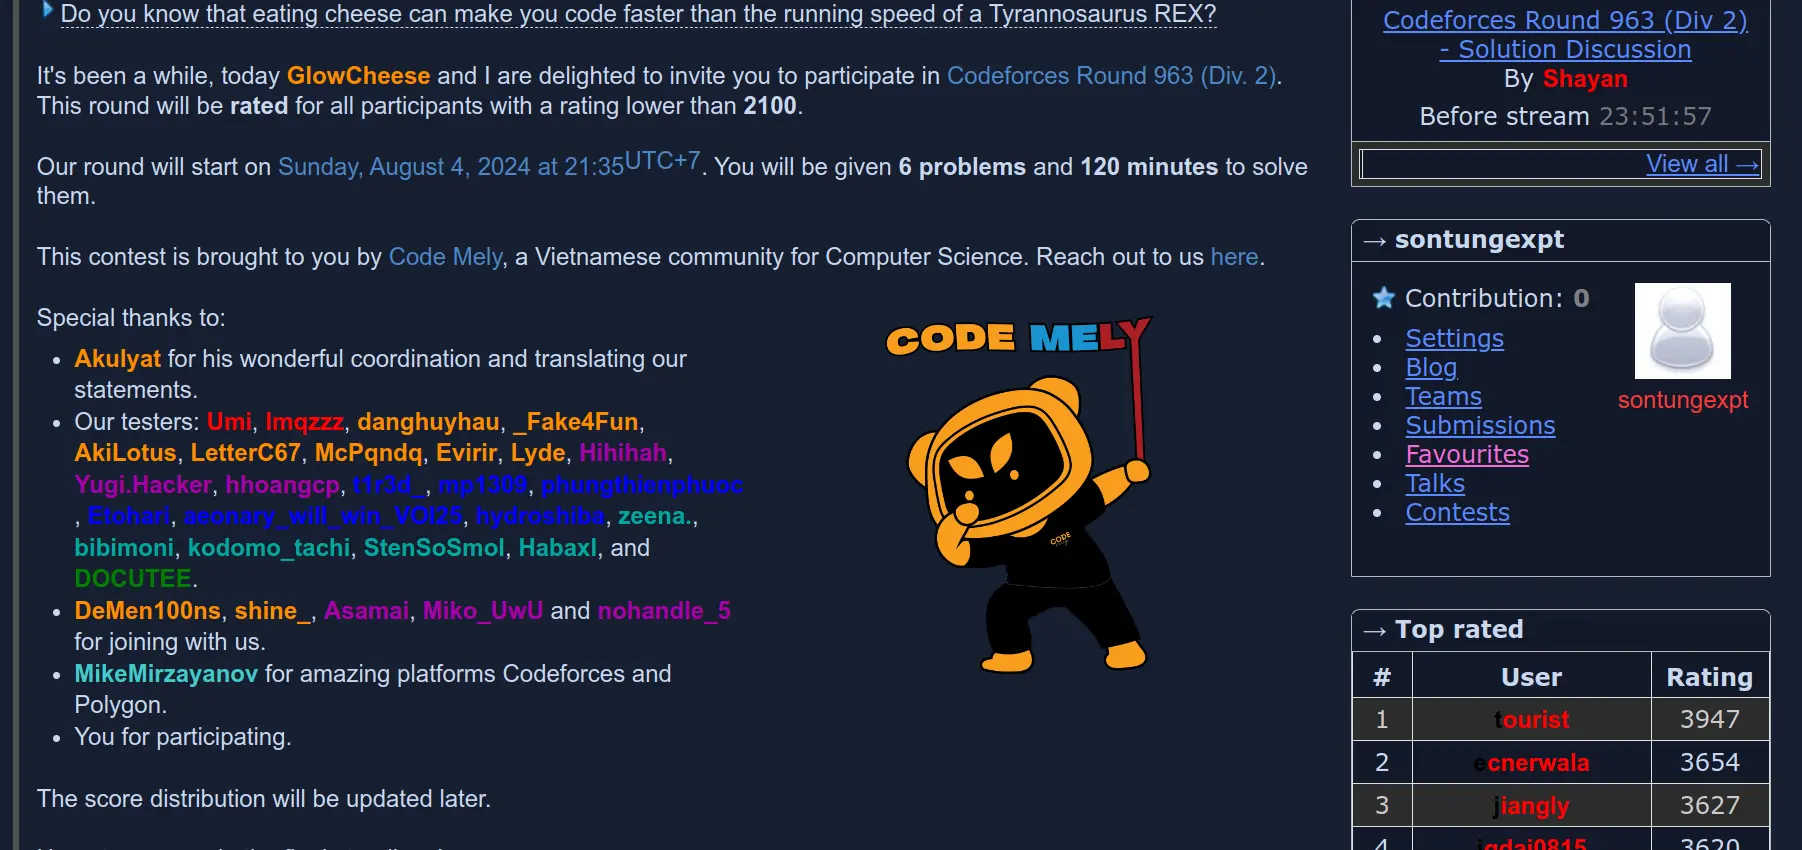 Do you know that eating cheese can make you code faster than the running speed of a Tyrannosaurus REX?
It's been a while, today GlowCheese and I are delighted to invite you to participate in Codeforces Round 963 (Div. 2).
This round will be rated for all participants with a rating lower than 2100.
Our round will start on Sunday, August 4, 2024 at 21:35UTC+7. You will be given 6 problems and 120 minutes to solve
them.
This contest is brought to you by Code Mely, a Vietnamese community for Computer Science. Reach out to us here.
Special thanks to:
• Akulyat for his wonderful coordination and translating our
statements.
• Our testers: Umi, lmqzzz, danghuyhau, _Fake4Fun,
AkiLotus, LetterC67, McPqndq, Evirir, Lyde, Hihihah,
Yugi.Hacker, hhoangcp, t1r3d_, mp1309, phungthienphuoc
, Etohari, aeonary_will_win_VOI25, hydroshiba, zeena.,
bibimoni, kodomo_tachi, StenSoSmol, Habaxl, and
DOCUTEE.
• DeMen100ns, shine_, Asamai, Miko_UwU and nohandle_5
for joining with us.
• MikeMirzayanov for amazing platforms Codeforces and
Polygon.
• You for participating.
The score distribution will be updated later.
CODE MELY
CODE
Codeforces Round 963 (Div 2)
- Solution Discussion
By Shayan
Before stream 23:51:57
View all →
→ sontungexpt
Contribution: 0
• Settings
• Blog
• Teams
• Submissions
• Favourites
• Talks
• Contests
sontungexpt
→ Top rated
# User Rating
1 tourist 3947
2 ecnerwala 3654
3 jiangly 3627
4 jqdai0815 3620